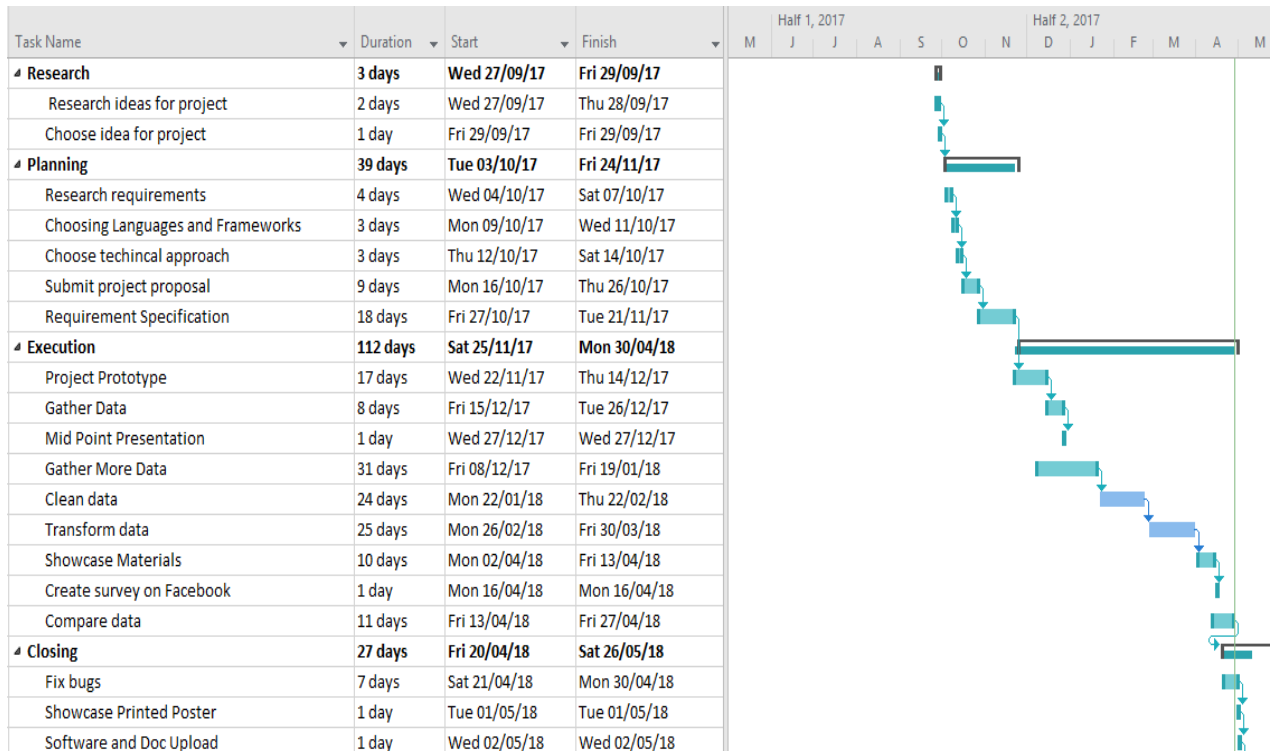 Half 1, 2017 Half 2, 2017
Task Name Duration Start Finish M J J A S O N D J F M A M
Research 3 days Wed 27/09/17 Fri 29/09/17
Research ideas for project 2 days Wed 27/09/17 Thu 28/09/17
Choose idea for project 1 day Fri 29/09/17 Fri 29/09/17
Planning 39 days Tue 03/10/17 Fri 24/11/17
Research requirements 4 days Wed 04/10/17 Sat 07/10/17
Choosing Languages and Frameworks 3 days Mon 09/10/17 Wed 11/10/17
Choose techincal approach 3 days Thu 12/10/17 Sat 14/10/17
Submit project proposal 9 days Mon 16/10/17 Thu 26/10/17
Requirement Specification 18 days Fri 27/10/17 Tue 21/11/17
Execution 112 days Sat 25/11/17 Mon 30/04/18
Project Prototype 17 days Wed 22/11/17 Thu 14/12/17
Gather Data 8 days Fri 15/12/17 Tue 26/12/17
Mid Point Presentation 1 day Wed 27/12/17 Wed 27/12/17
Gather More Data 31 days Fri 08/12/17 Fri 19/01/18
Clean data 24 days Mon 22/01/18 Thu 22/02/18
Transform data 25 days Mon 26/02/18 Fri 30/03/18
Showcase Materials 10 days Mon 02/04/18 Fri 13/04/18
Create survey on Facebook 1 day Mon 16/04/18 Mon 16/04/18
Compare data 11 days Fri 13/04/18 Fri 27/04/18
Closing 27 days Fri 20/04/18 Sat 26/05/18
Fix bugs 7 days Sat 21/04/18 Mon 30/04/18
Showcase Printed Poster 1 day Tue 01/05/18 Tue 01/05/18
Software and Doc Upload 1 day Wed 02/05/18 Wed 02/05/18